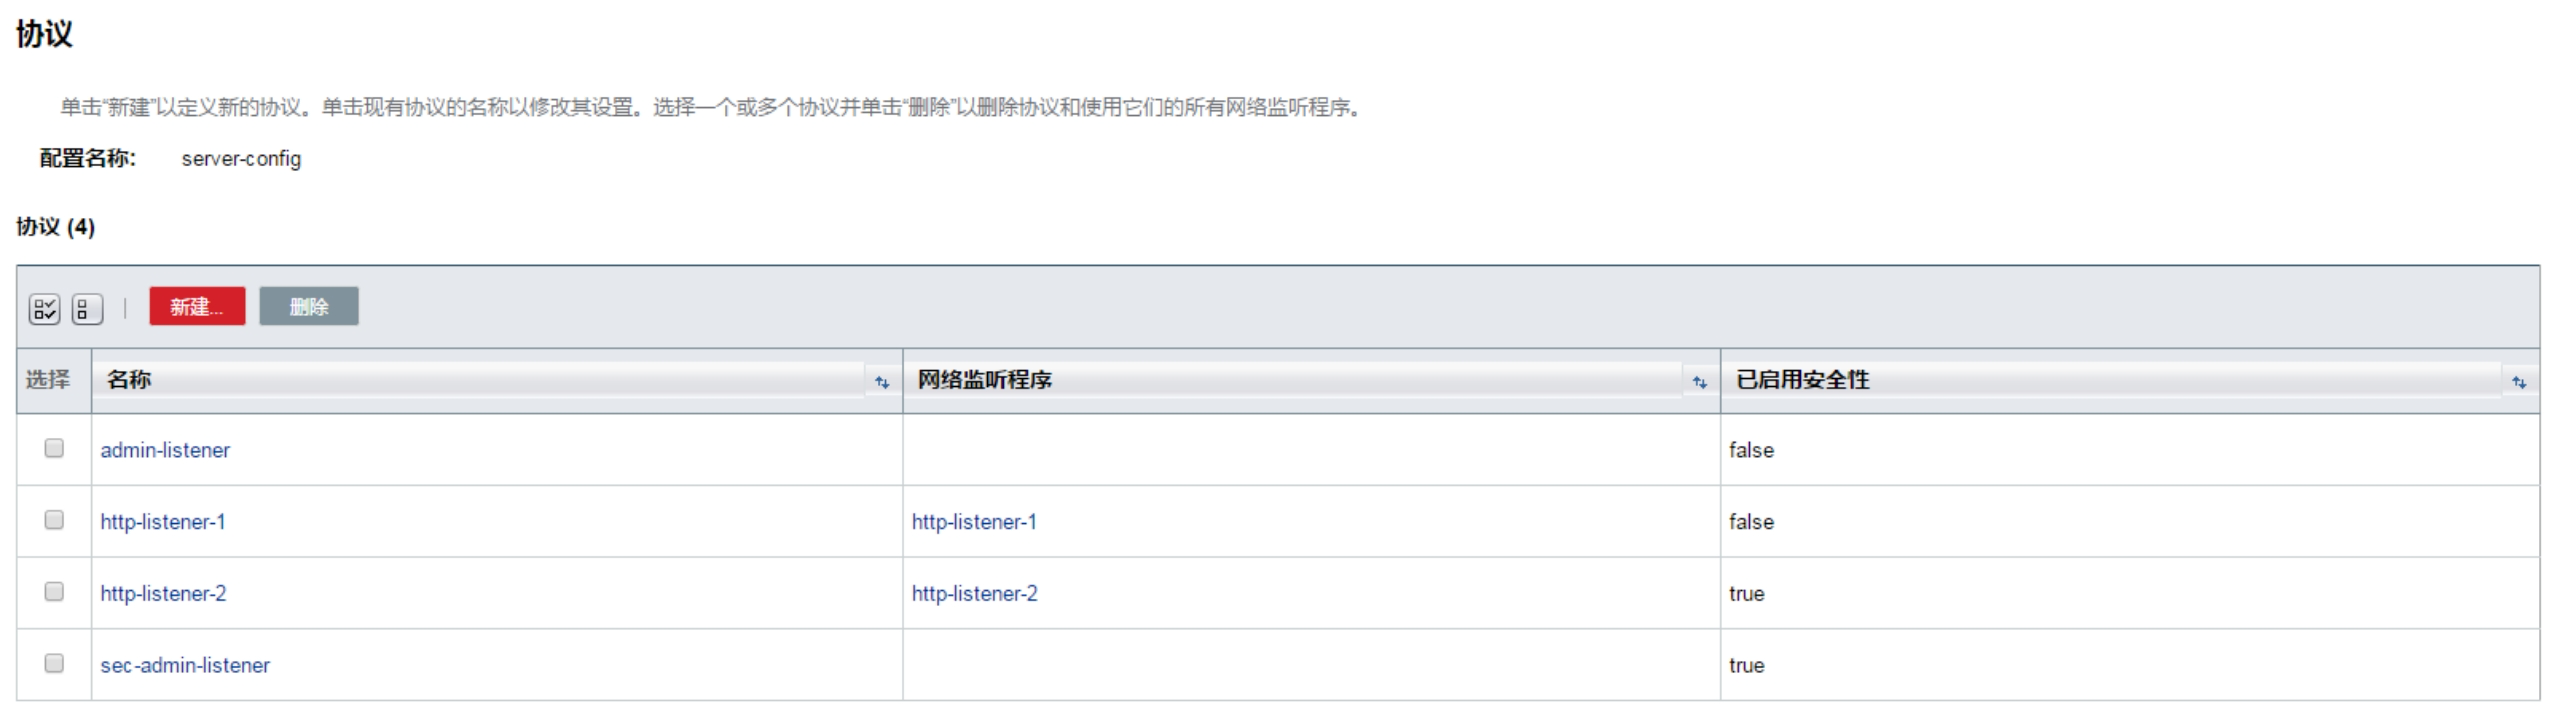 协议
单击“新建”以定义新的协议。单击现有协议的名称以修改其设置。选择一个或多个协议并单击“删除”以删除协议和使用它们的所有网络监听程序。
配置名称: server-config
协议 (4)
新建... 删除
选择 名称 网络监听程序 已启用安全性
admin-listener false
http-listener-1 http-listener-1 false
http-listener-2 http-listener-2 true
sec-admin-listener true